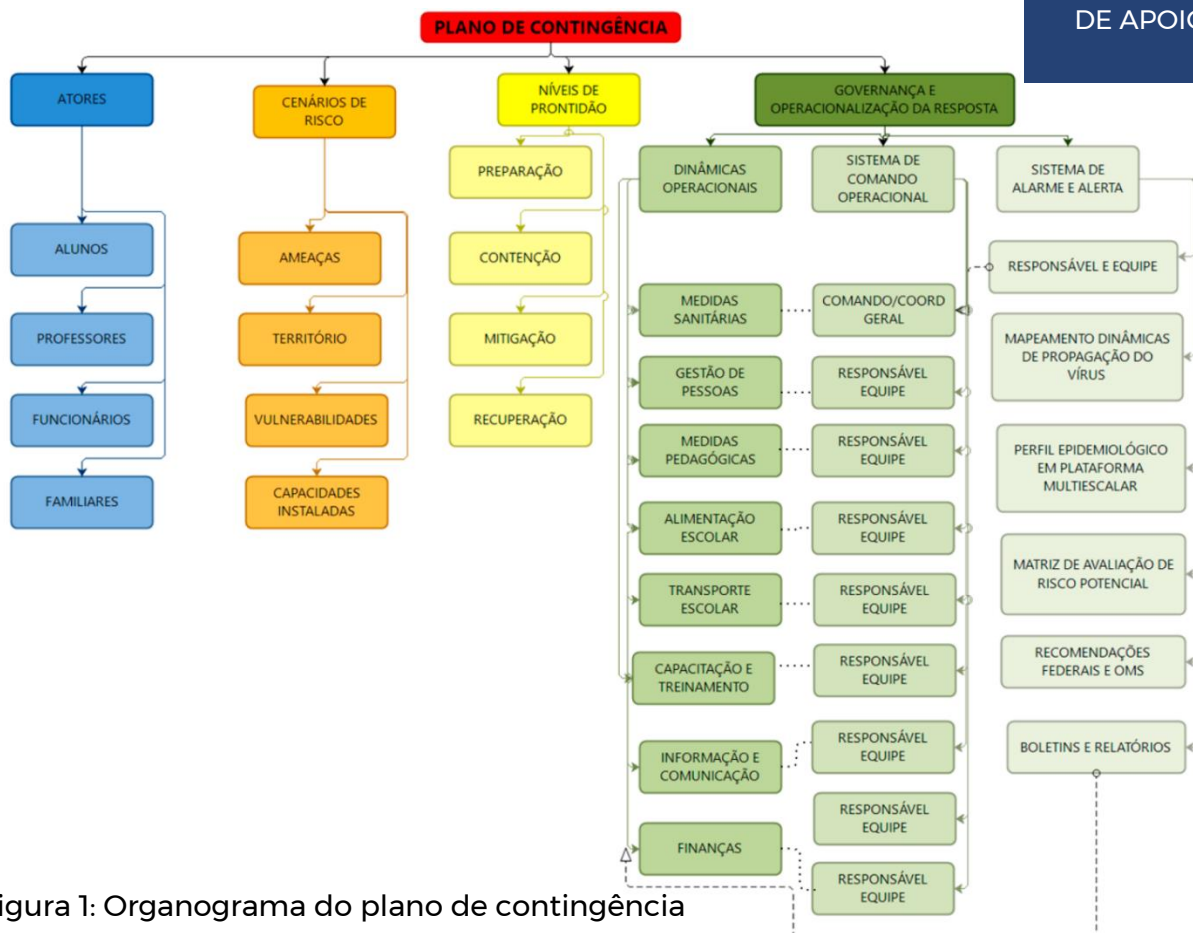 DE APOIO
PLANO DE CONTINGÊNCIA
ATORES
CENÁRIOS DE
RISCO
NÍVEIS DE
PRONTIDÃO
GOVERNANÇA E
OPERACIONALIZAÇÃO DA RESPOSTA
ALUNOS
PROFESSORES
FUNCIONÁRIOS
FAMILIARES
AMEAÇAS
TERRITÓRIO
VULNERABILIDADES
CAPACIDADES
INSTALADAS
PREPARAÇÃO
CONTENÇÃO
MITIGAÇÃO
RECUPERAÇÃO
DINÂMICAS
OPERACIONAIS
MEDIDAS
SANITÁRIAS
GESTÃO DE
PESSOAS
MEDIDAS
PEDAGÓGICAS
ALIMENTAÇÃO
ESCOLAR
TRANSPORTE
ESCOLAR
CAPACITAÇÃO E
TREINAMENTO
INFORMAÇÃO E
COMUNICAÇÃO
FINANÇAS
SISTEMA DE
COMANDO
OPERACIONAL
COMANDO/COORD
GERAL
RESPONSÁVEL
EQUIPE
RESPONSÁVEL
EQUIPE
RESPONSÁVEL
EQUIPE
RESPONSÁVEL
EQUIPE
RESPONSÁVEL
EQUIPE
RESPONSÁVEL
EQUIPE
RESPONSÁVEL
EQUIPE
RESPONSÁVEL
EQUIPE
SISTEMA DE
ALARME E ALERTA
RESPONSÁVEL E EQUIPE
MAPEAMENTO DINÂMICAS
DE PROPAGAÇÃO DO
VÍRUS
PERFIL EPIDEMIOLÓGICO
EM PLATAFORMA
MULTIESCALAR
MATRIZ DE AVALIAÇÃO DE
RISCO POTENCIAL
RECOMENDAÇÕES
FEDERAIS E OMS
BOLETINS E RELATÓRIOS
igura 1: Organograma do plano de contingência